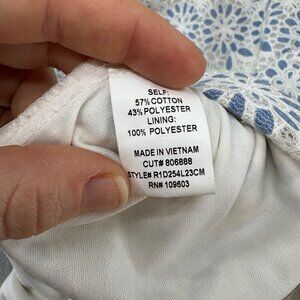 SELF:
57% COTTON
43% POLYESTER
LINING:
100% POLYESTER
MADE IN VIETNAM
CUT# 806888
STYLE# R1D254L23CM
RN# 109603